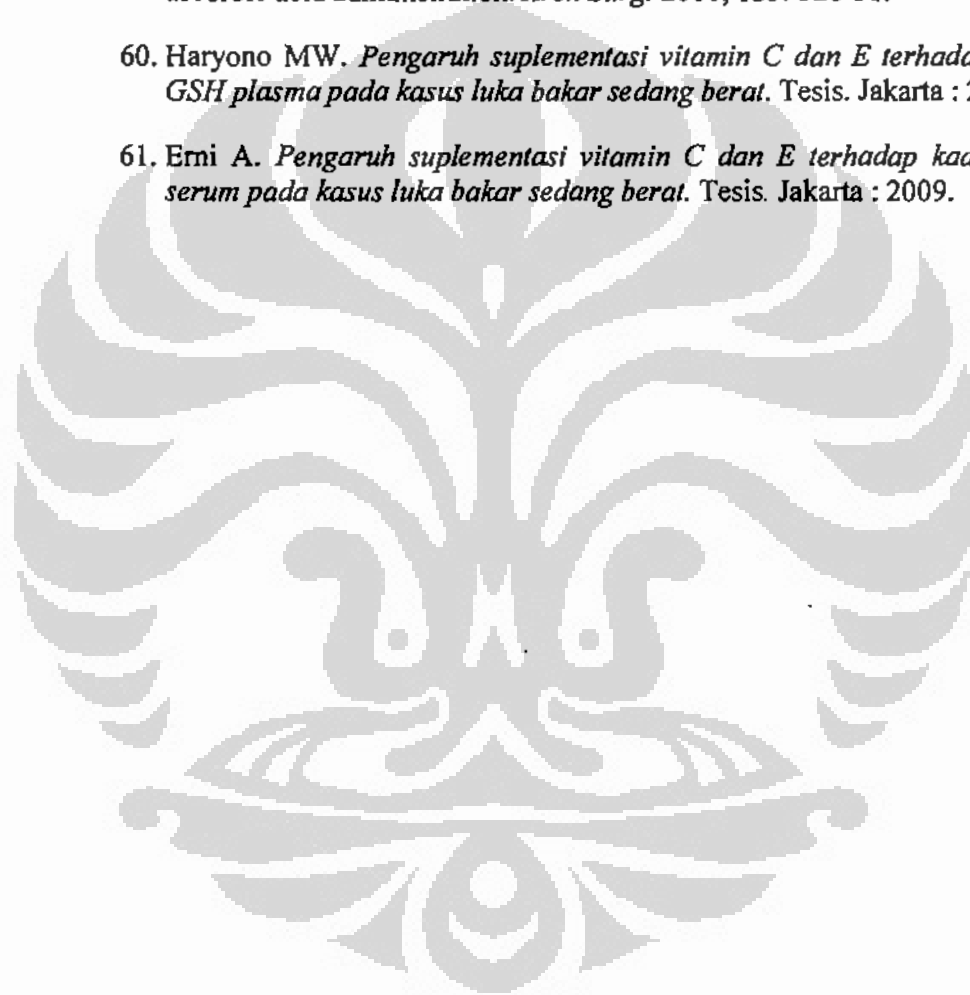 60. Haryono MW. Pengaruh suplementasi vitamin C dan E terhada
GSH plasma pada kasus luka bakar sedang berat. Tesis. Jakarta :
61. Erni A. Pengaruh suplementasi vitamin C dan E terhadap ka
serum pada kasus luka bakar sedang berat. Tesis. Jakarta : 2009.